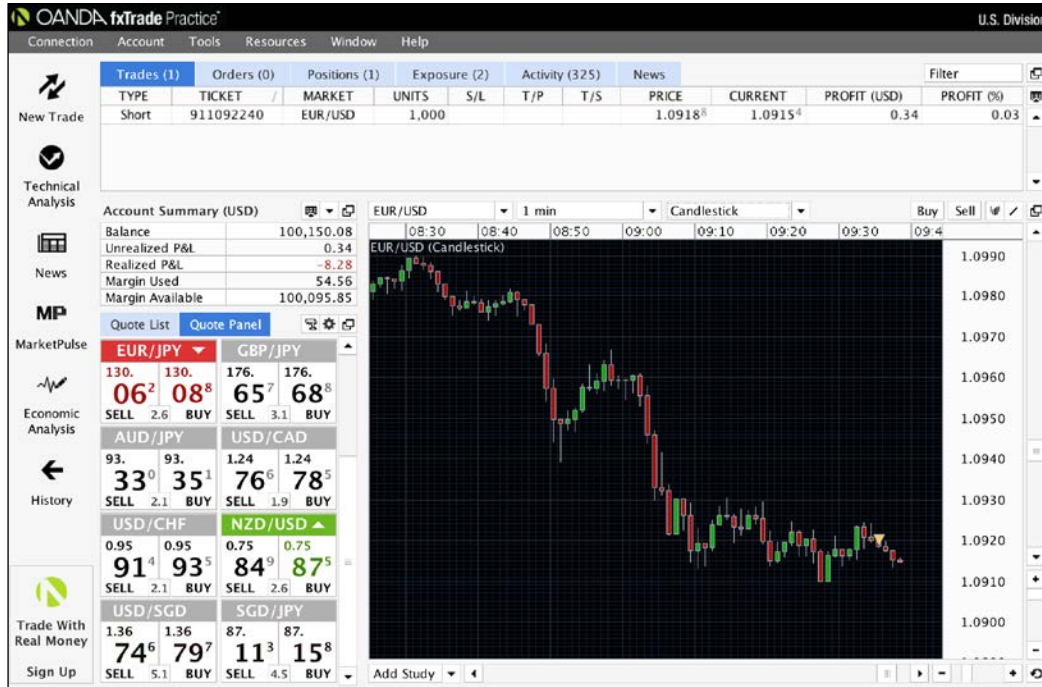 OANDA fxTrade Practice
U.S. Division
Connection Account Tools Resources Window Help
New Trade
Technical Analysis
News
MP
MarketPulse
Economic Analysis
History
Trade With Real Money
Sign Up
Trades (1) Orders (0) Positions (1) Exposure (2) Activity (325) News Filter
TYPE TICKET / MARKET UNITS S/L T/P T/S PRICE CURRENT PROFIT (USD) PROFIT (%)
Short 911092240 EUR/USD 1,000 1.09188 1.09154 0.34 0.03
Account Summary (USD)
Balance 100,150.08
Unrealized P&L 0.34
Realized P&L -8.28
Margin Used 54.56
Margin Available 100,095.85
Quote List Quote Panel
EUR/JPY GBP/JPY
130. 130. 176. 176.
062 088 657 688
SELL 2.6 BUY SELL 3.1 BUY
AUD/JPY USD/CAD
93. 93. 1.24 1.24
330 351 766 785
SELL 2.1 BUY SELL 1.9 BUY
USD/CHF NZD/USD
0.95 0.95 0.75 0.75
914 935 849 875
SELL 2.1 BUY SELL 2.6 BUY
USD/SGD SGD/JPY
1.36 1.36 87. 87.
746 797 113 158
SELL 5.1 BUY SELL 4.5 BUY
EUR/USD 1 min Candlestick Buy Sell
08:30 08:40 08:50 09:00 09:10 09:20 09:30 09:4
EUR/USD (Candlestick)
1.0990
1.0980
1.0970
1.0960
1.0950
1.0940
1.0930
1.0920
1.0910
1.0900
Add Study